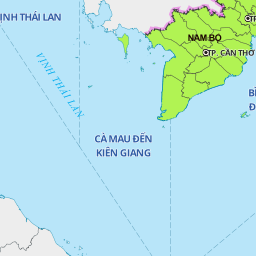 INH THÁI LAN
NAM BỘ
TP
TP. CẦN THƠ
VỊNH THÁI LAN
CÀ MAU ĐẾN
KIÊN GIANG
B
Đ